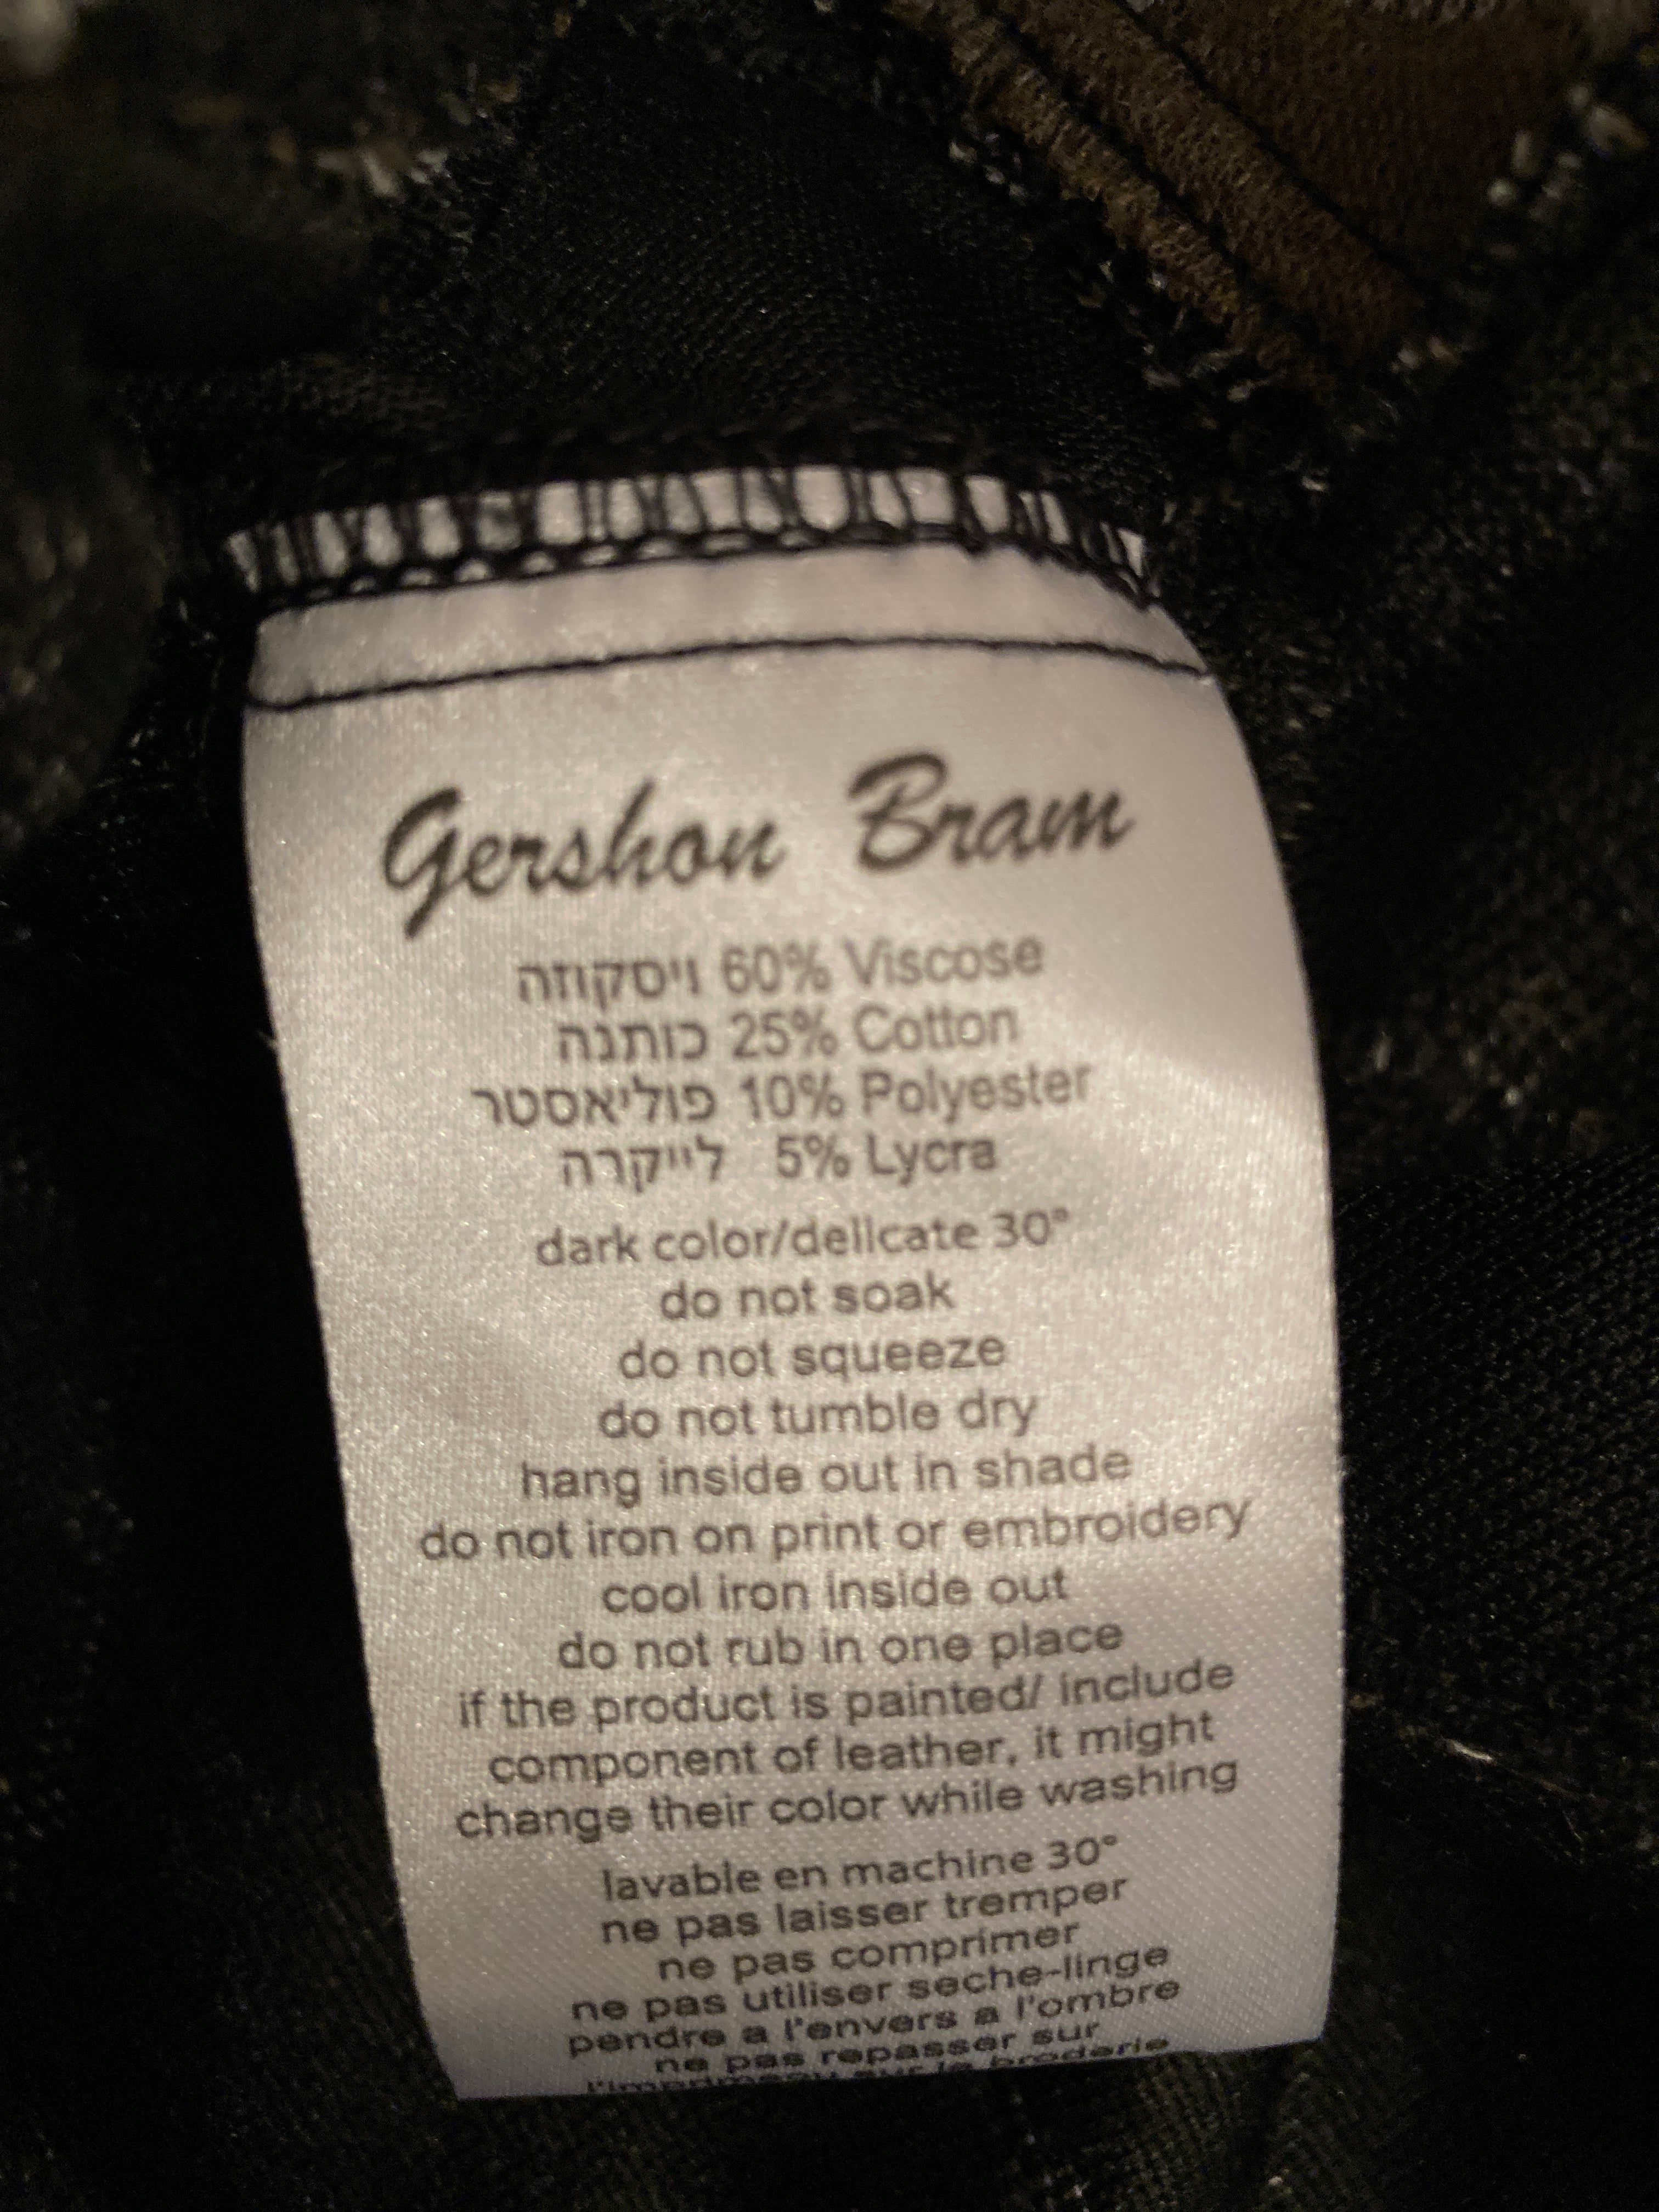 Gershon Bram
ויסקוזה 60% Viscose
כותנה 25% Cotton
פוליאסטר 10% Polyester
לייקרה 5% Lycra
dark color/delicate 30°
do not soak
do not squeeze
do not tumble dry
hang inside out in shade
do not iron on print or embroidery
cool iron inside out
do not rub in one place
if the product is painted/ include
component of leather, it might
change their color while washing
lavable en machine 30°
ne pas laisser tremper
ne pas comprimer
ne pas utiliser seche-linge
pendre a l'envers a l'ombre
ne pas repasser sur
sur la broderie